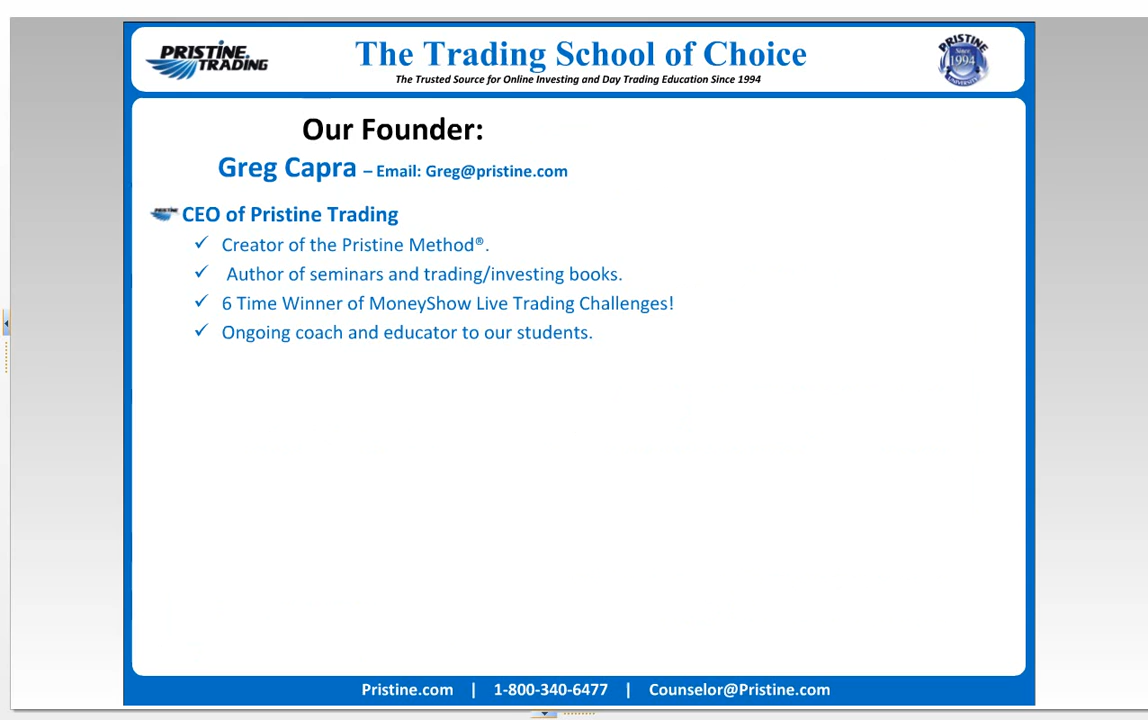 PRISTINE.
TRADING
The Trading School of Choice
The Trusted Source for Online Investing and Day Trading Education Since 1994
PRISTINE
Since
1994
UNIVERSITY
Our Founder:
Greg Capra – Email: Greg@pristine.com
CEO of Pristine Trading
✓ Creator of the Pristine Method®.
✓ Author of seminars and trading/investing books.
✓ 6 Time Winner of MoneyShow Live Trading Challenges!
✓ Ongoing coach and educator to our students.
Pristine.com | 1-800-340-6477 | Counselor@Pristine.com